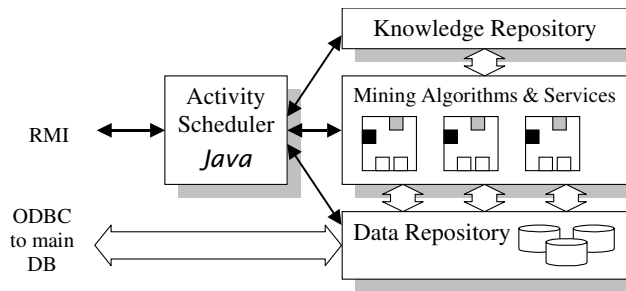 Knowledge Repository
Activity
Scheduler
Java
Mining Algorithms & Services
RMI
ODBC
to main
DB
Data Repository